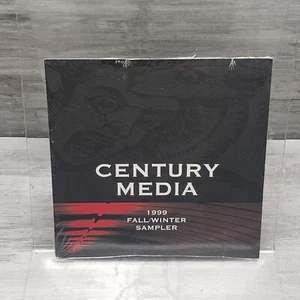 CENTURY
MEDIA
1999
FALL/WINTER
SAMPLER